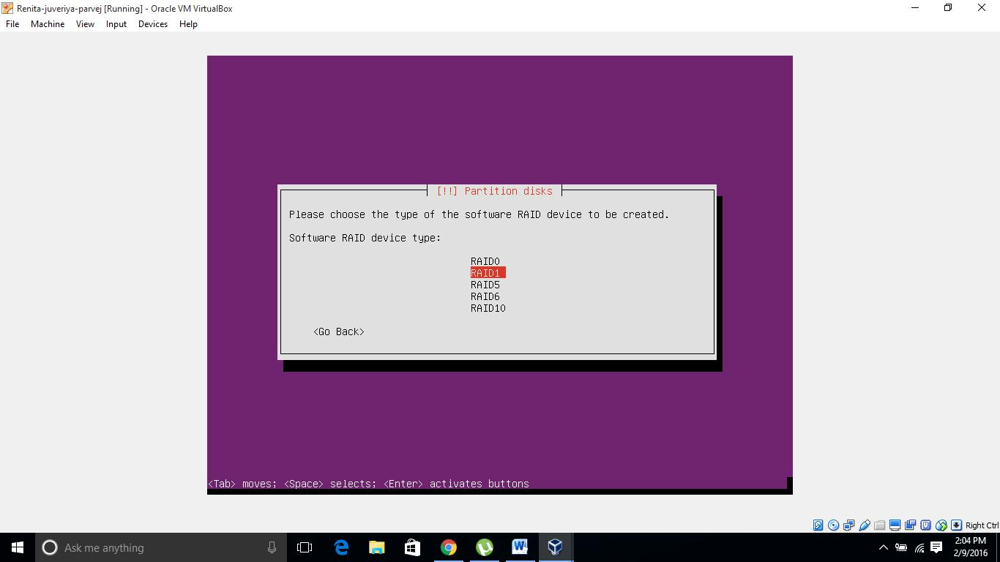 Renita-juveriya-parvej [Running] - Oracle VM VirtualBox
File Machine View Input Devices Help
[!!] Partition disks
Please choose the type of the software RAID device to be created.
Software RAID device type:
RAID0
RAID1
RAID5
RAID6
RAID10
<Go Back>
<Tab> moves; <Space> selects; <Enter> activates buttons
Right Ctrl
Ask me anything
2:04 PM
2/9/2016